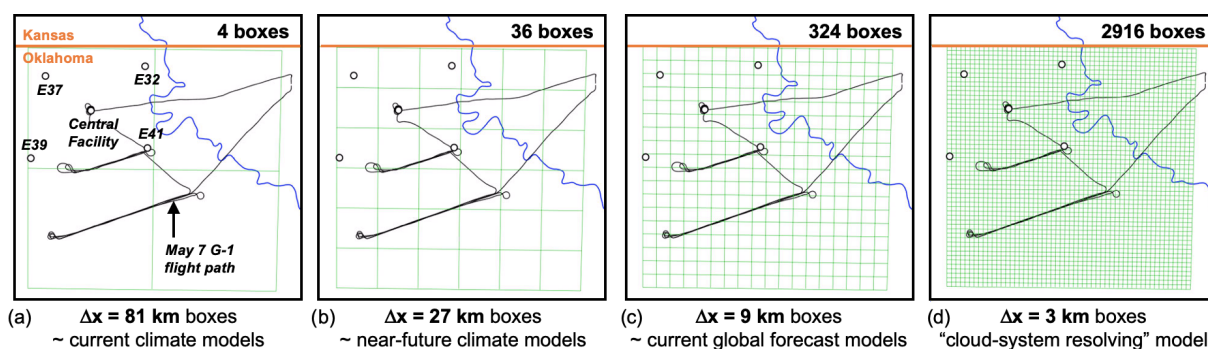 Kansas
Oklahoma
4 boxes
E37
E32
Central
Facility
E41
E39
May 7 G-1
flight path
36 boxes
324 boxes
2916 boxes
(a)
Δx = 81 km boxes
~ current climate models
(b)
Δx = 27 km boxes
~ near-future climate models
(c)
Δx = 9 km boxes
~ current global forecast models
(d)
Δx = 3 km boxes
"cloud-system resolving" model